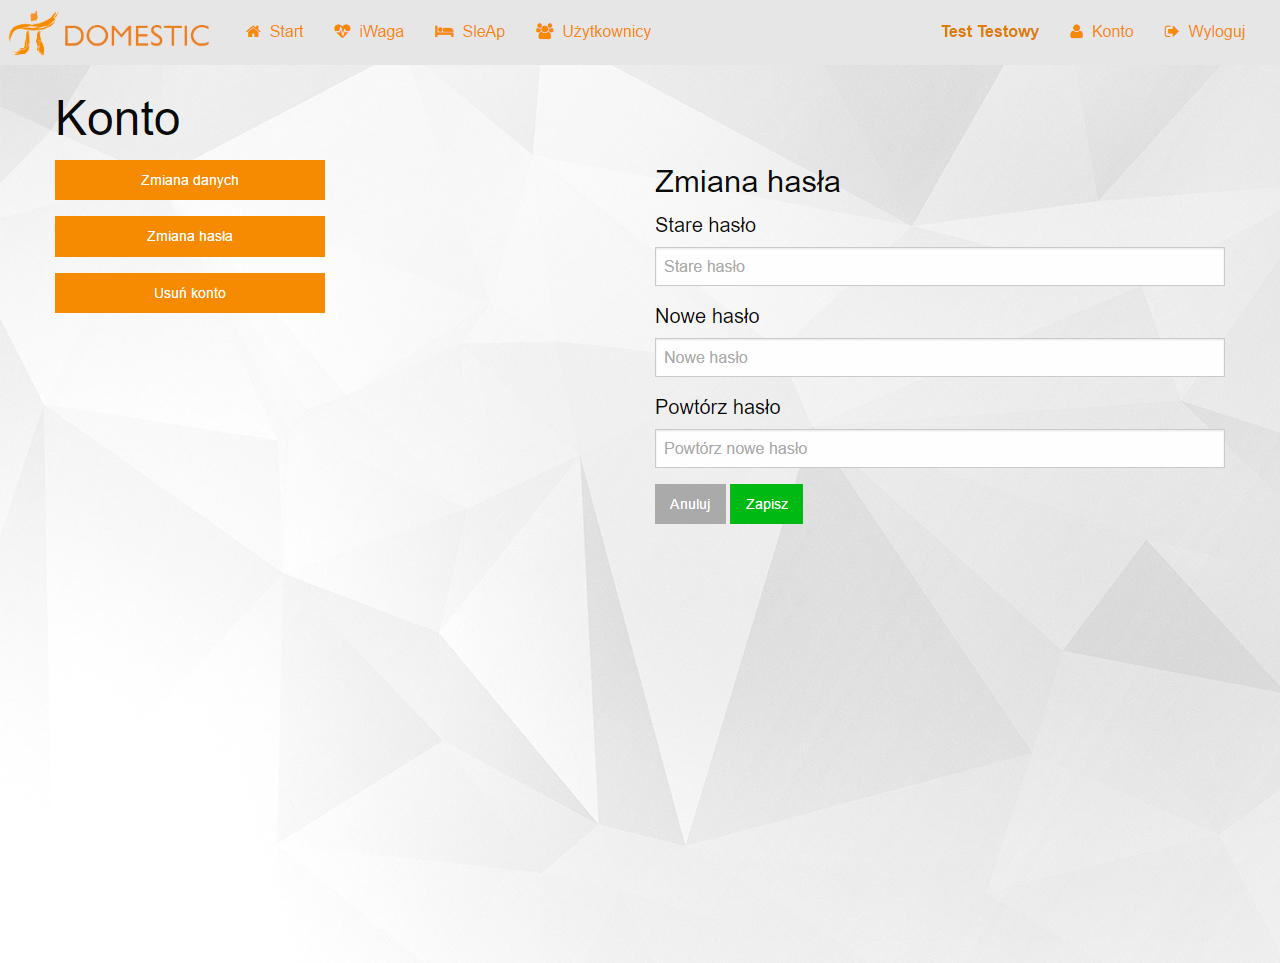 DOMESTIC Start iWaga SleAp Użytkownicy Test Testowy Konto Wyloguj
Konto
Zmiana danych
Zmiana hasła
Usuń konto
Zmiana hasła
Stare hasło
Stare hasło
Nowe hasło
Nowe hasło
Powtórz hasło
Powtórz nowe hasło
Anuluj Zapisz